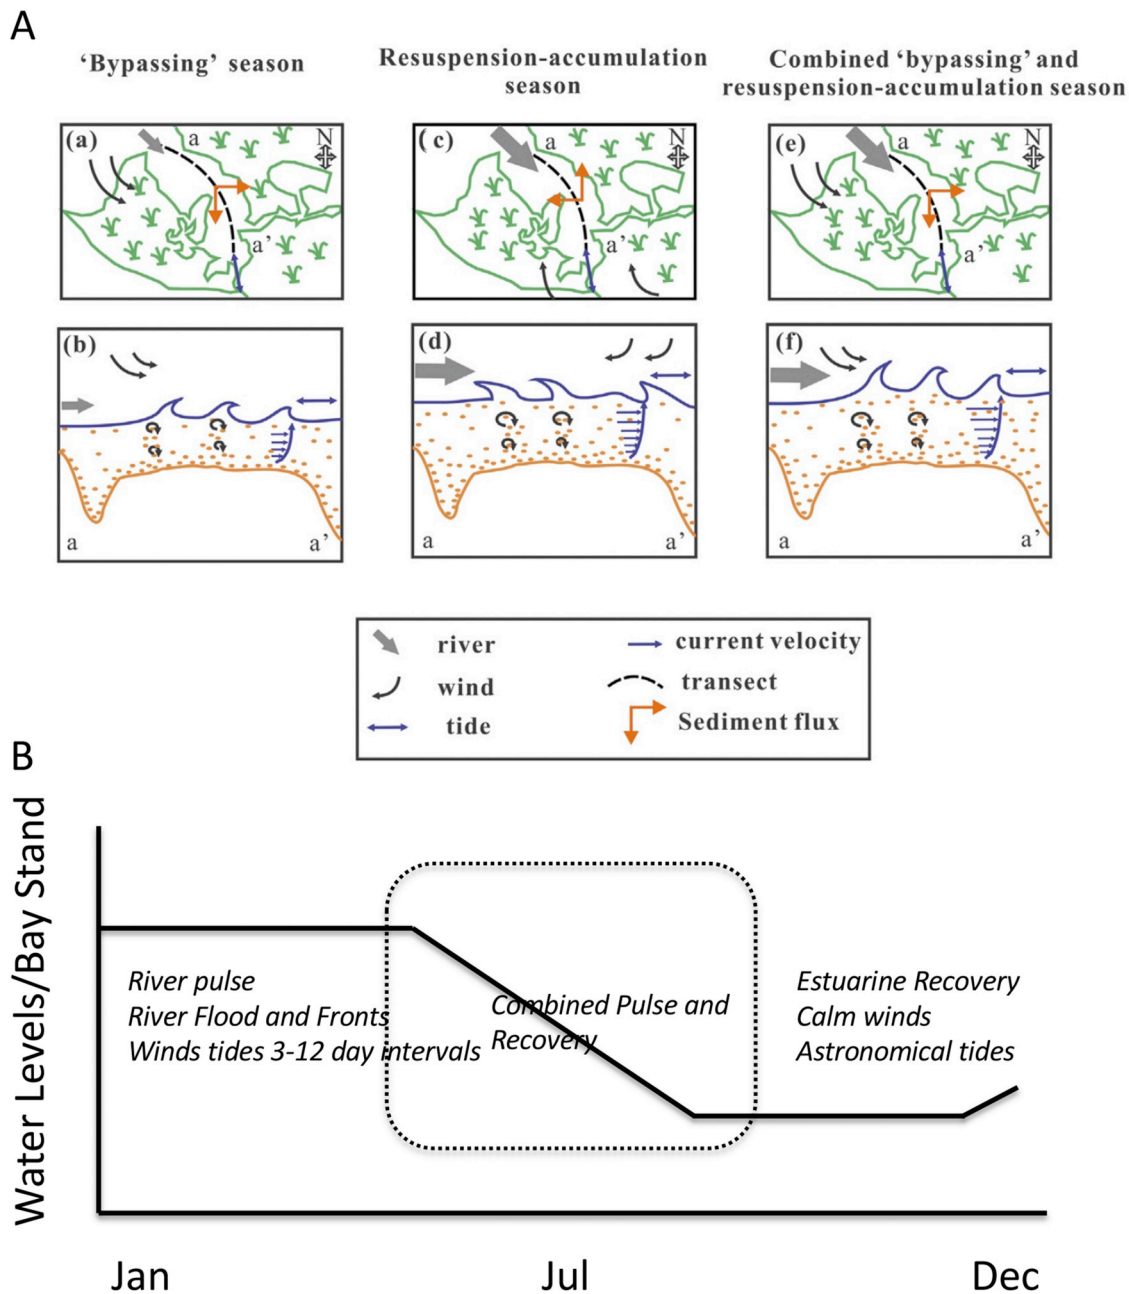 A
‘Bypassing’ season
Resuspension-accumulation
season
Combined ‘bypassing’ and
resuspension-accumulation season
(a)
a
N
a’
(c)
a
N
a’
(e)
a
N
a’
(b)
a
a’
(d)
a
a’
(f)
a
a’
river
wind
tide
current velocity
transect
Sediment flux
B
Water Levels/Bay Stand
River pulse
River Flood and Fronts
Winds tides 3-12 day intervals
Combined Pulse and
Recovery
Estuarine Recovery
Calm winds
Astronomical tides
Jan
Jul
Dec